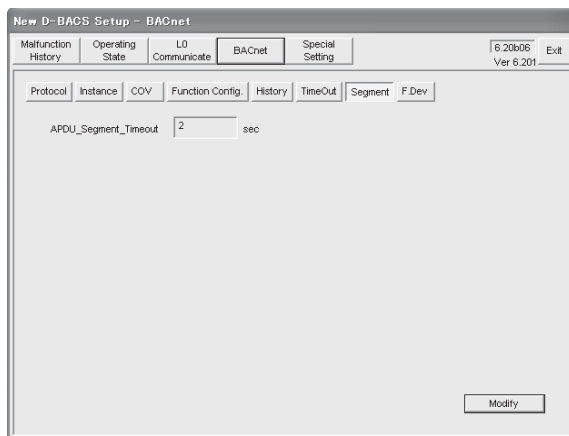 New D-BACS Setup - BACnet
Malfunction History
Operating State
L0 Communicate
BACnet
Special Setting
6.20b06
Ver 6.201
Exit
Protocol
Instance
COV
Function Config.
History
TimeOut
Segment
F.Dev
APDU_Segment_Timeout 2 sec
Modify